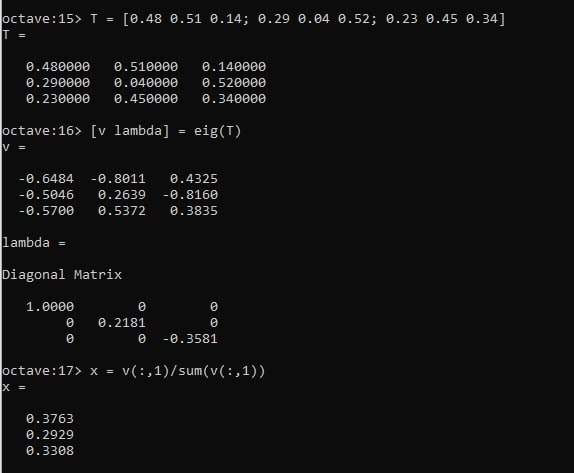 octave:15> T = [0.48 0.51 0.14; 0.29 0.04 0.52; 0.23 0.45 0.34]
T =
0.480000 0.510000 0.140000
0.290000 0.040000 0.520000
0.230000 0.450000 0.340000
octave:16> [v lambda] = eig(T)
v =
-0.6484 -0.8011 0.4325
-0.5046 0.2639 -0.8160
-0.5700 0.5372 0.3835
lambda =
Diagonal Matrix
1.0000 0 0
0 0.2181 0
0 0 -0.3581
octave:17> x = v(:,1)/sum(v(:,1))
x =
0.3763
0.2929
0.3308